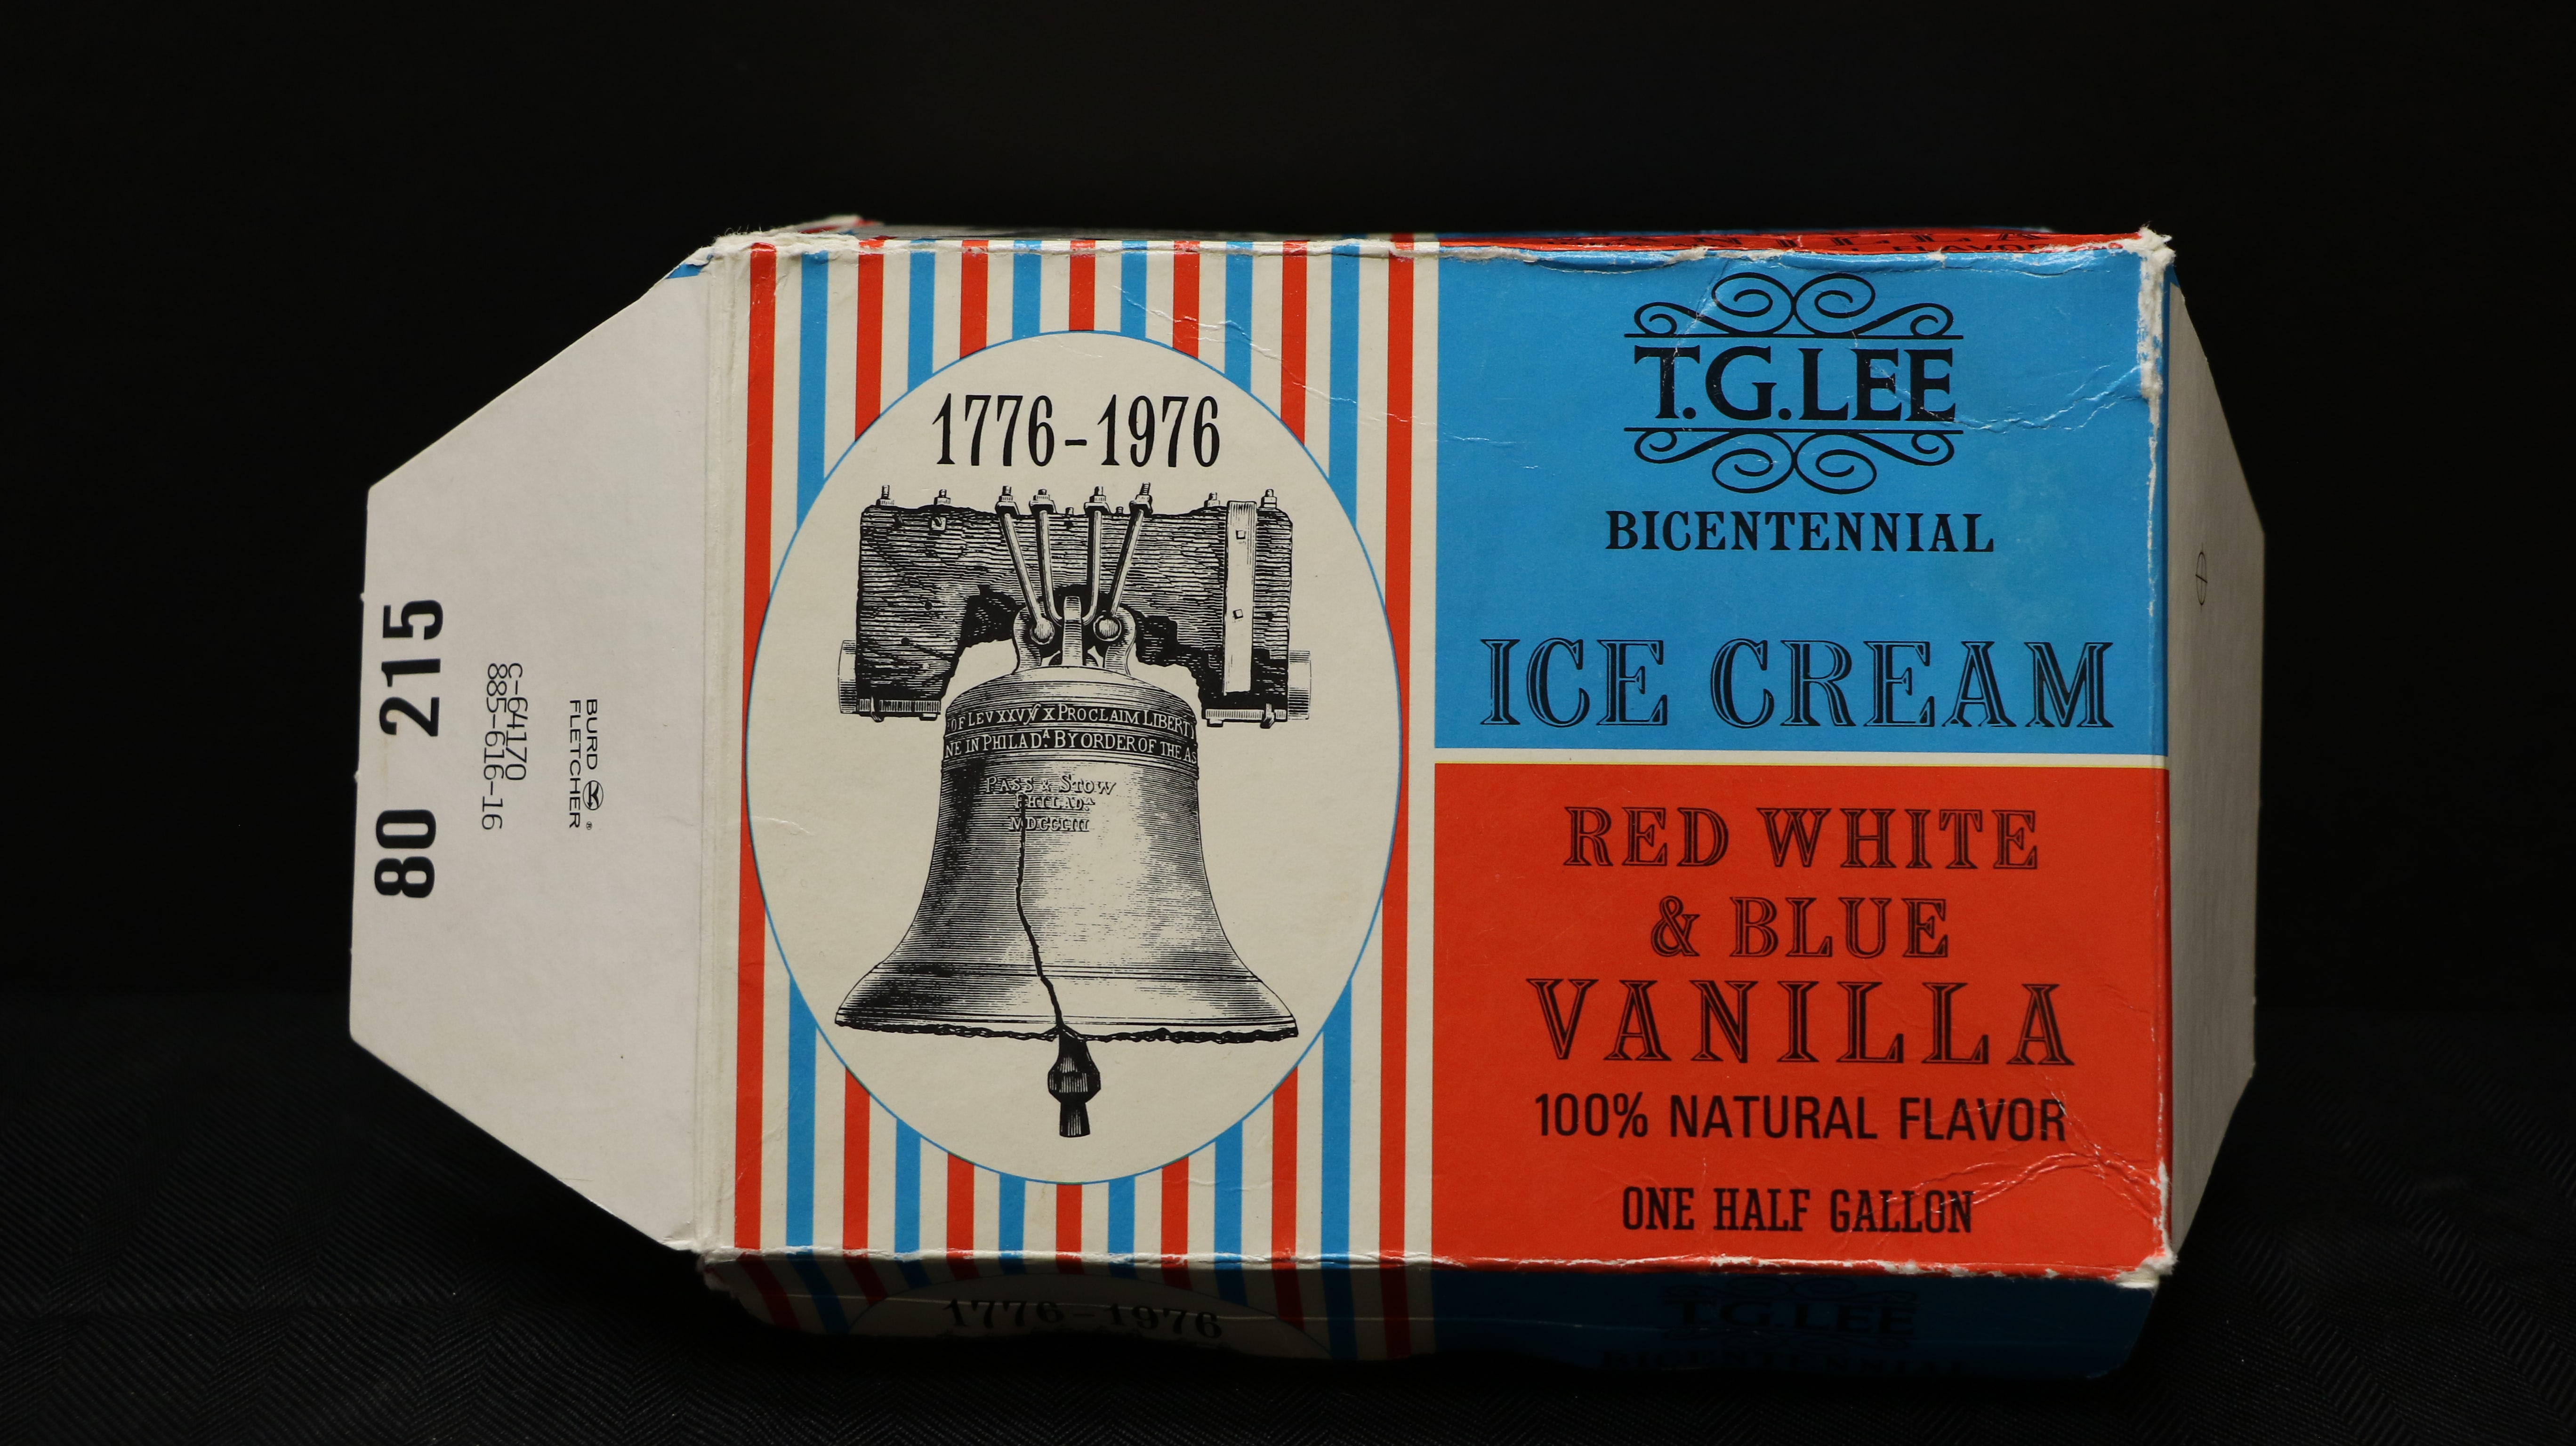 80 215
C-64170
885-616-16
BURD
FLETCHER ®
1776-1976
OF LEV XXV V X PROCLAIM LIBERTY
NE IN PHILADᴬ. BY ORDER OF THE AS
PASS & STOW
PHILADᴬ
MDCCLIII
T.G.LEE
BICENTENNIAL
ICE CREAM
RED WHITE
& BLUE
VANILLA
100% NATURAL FLAVOR
ONE HALF GALLON
1776-1976
T.G.LEE
BICENTENNIAL